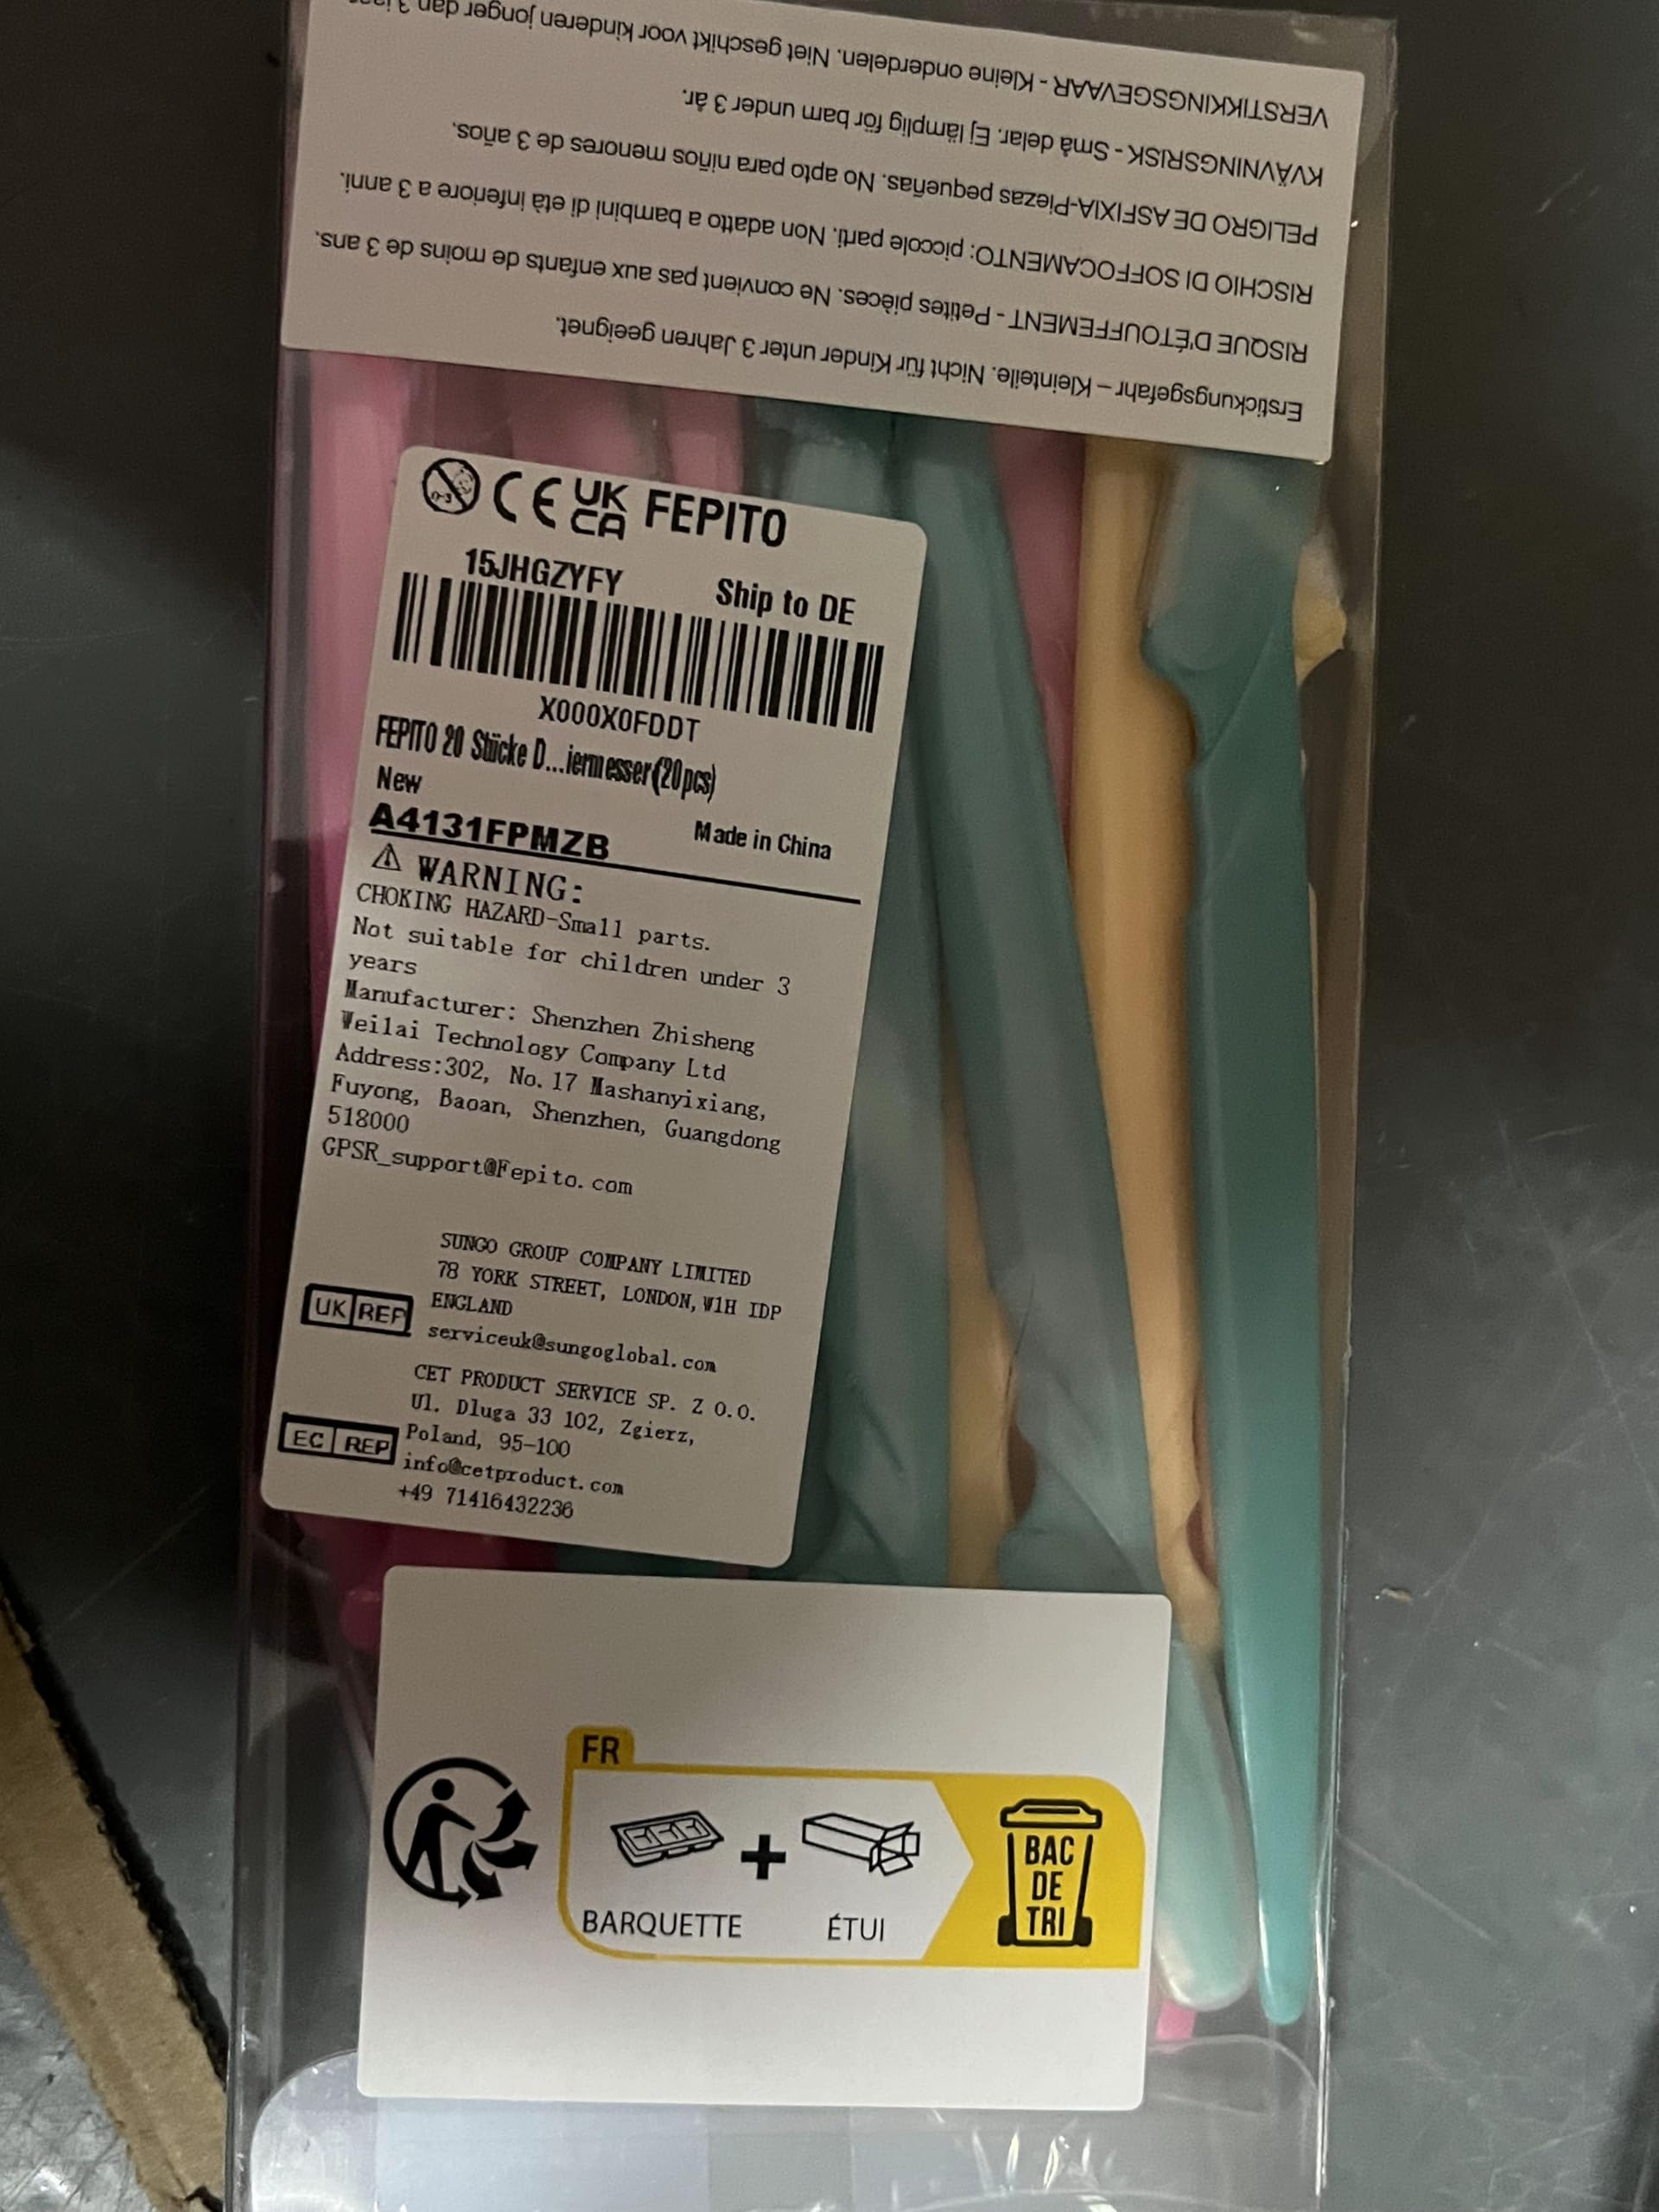 VERSTIKKINGSGEVAAR - Kleine onderdelen. Niet geschikt voor kinderen jonger dan 3
KVÄVNINGSRISK - Små delar. Ej lämplig för barn under 3 år.
PELIGRO DE ASFIXIA-Piezas pequeñas. No apto para niños menores de 3 años.
RISCHIO DI SOFFOCAMENTO: piccole parti. Non adatto a bambini di età inferiore a 3 anni.
RISQUE D'ÉTOUFFEMENT - Petites pièces. Ne convient pas aux enfants de moins de 3 ans.
Erstickungsgefahr – Kleinteile. Nicht für Kinder unter 3 Jahren geeignet.
0-3 CE UK CA FEPITO
15JHGZYFY Ship to DE
X000X0FDDT
FEPITO 20 Stücke D...iermesser(20pcs)
New
A4131FPMZB Made in China
⚠ WARNING:
CHOKING HAZARD-Small parts.
Not suitable for children under 3
years
Manufacturer: Shenzhen Zhisheng
Weilai Technology Company Ltd
Address:302, No.17 Mashanyixiang,
Fuyong, Baoan, Shenzhen, Guangdong
518000
GPSR_support@Fepito.com
SUNGO GROUP COMPANY LIMITED
78 YORK STREET, LONDON,W1H IDP
UK REP ENGLAND
serviceuk@sungoglobal.com
CET PRODUCT SERVICE SP. Z O.O.
Ul. Dluga 33 102, Zgierz,
EC REP Poland, 95-100
info@cetproduct.com
+49 71416432236
FR
BARQUETTE + ÉTUI
BAC
DE
TRI